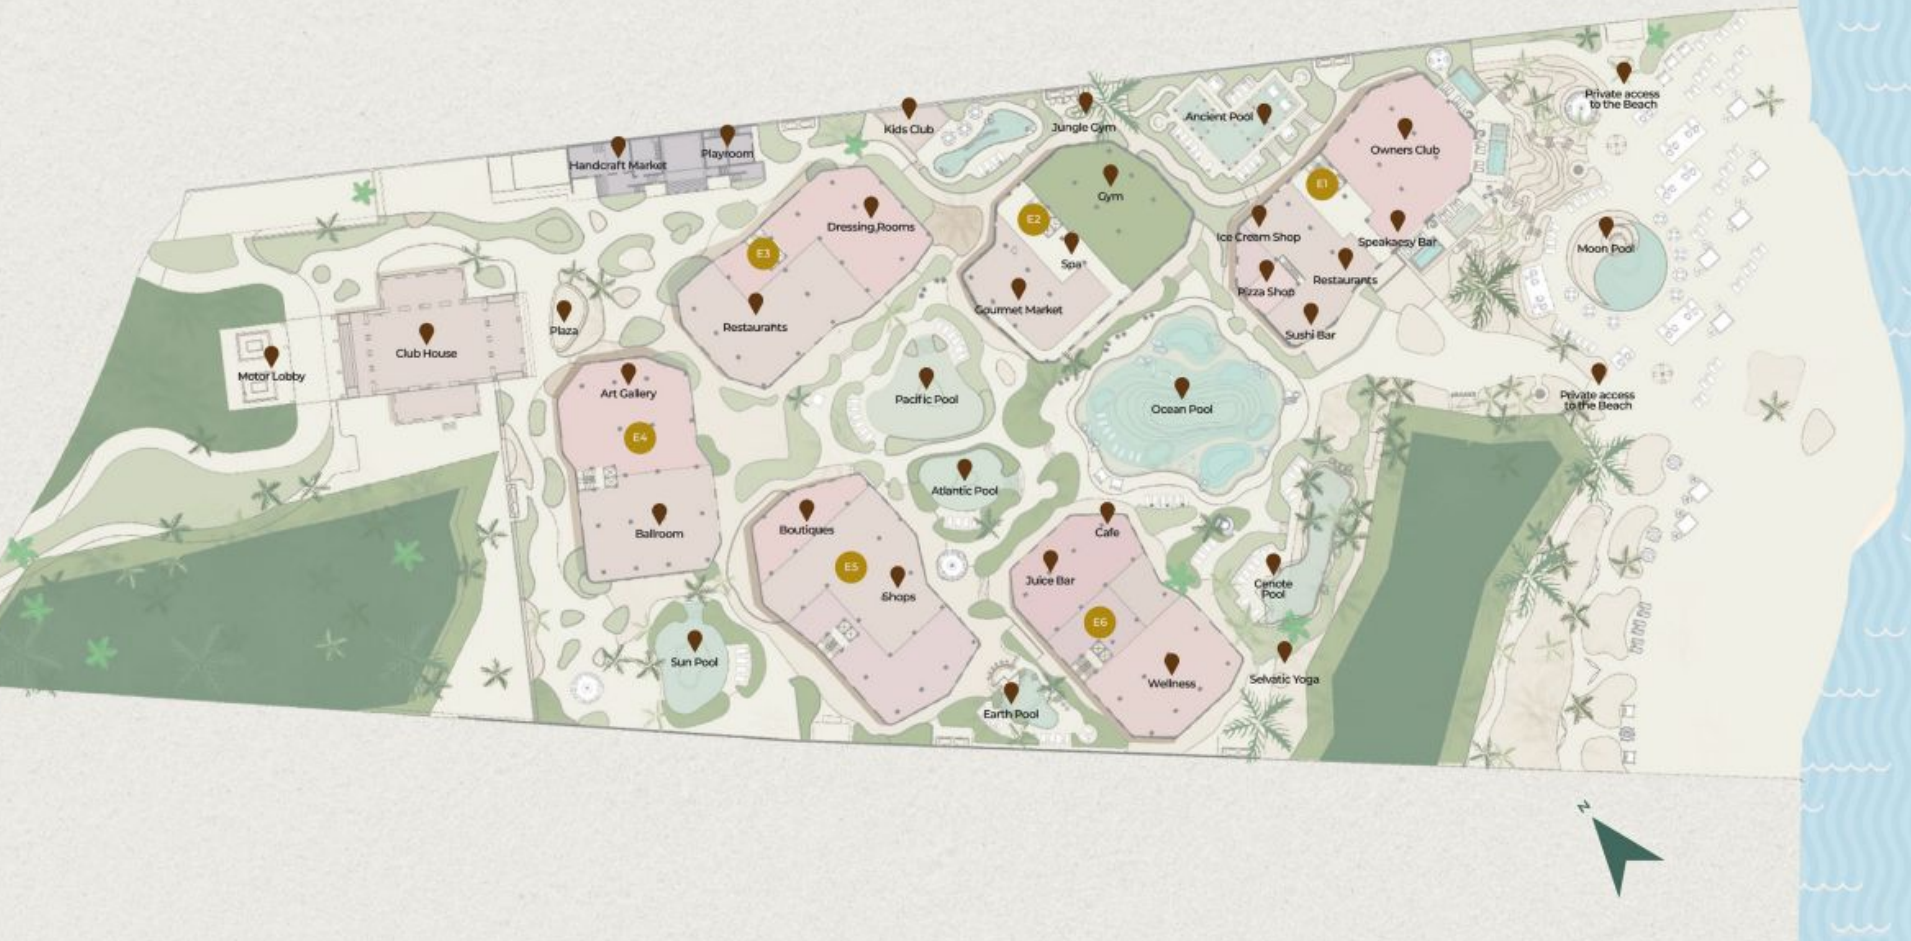 Private access
to the Beach
Kids Club
Jungle Gym
Ancient Pool
Owners Club
Handcraft Market
Playroom
E1
Gym
Dressing Rooms
E2
Ice Cream Shop
Speakaesy Bar
Moon Pool
E3
Spa
Restaurants
Pizza Shop
Gourmet Market
Restaurants
Plaza
Sushi Bar
Club House
Motor Lobby
Art Gallery
Pacific Pool
Ocean Pool
Private access
to the Beach
E4
Atlantic Pool
Ballroom
Boutiques
Cafe
E5
Juice Bar
Shops
Cenote
Pool
E6
Sun Pool
Wellness
Selvatic Yoga
Earth Pool
N